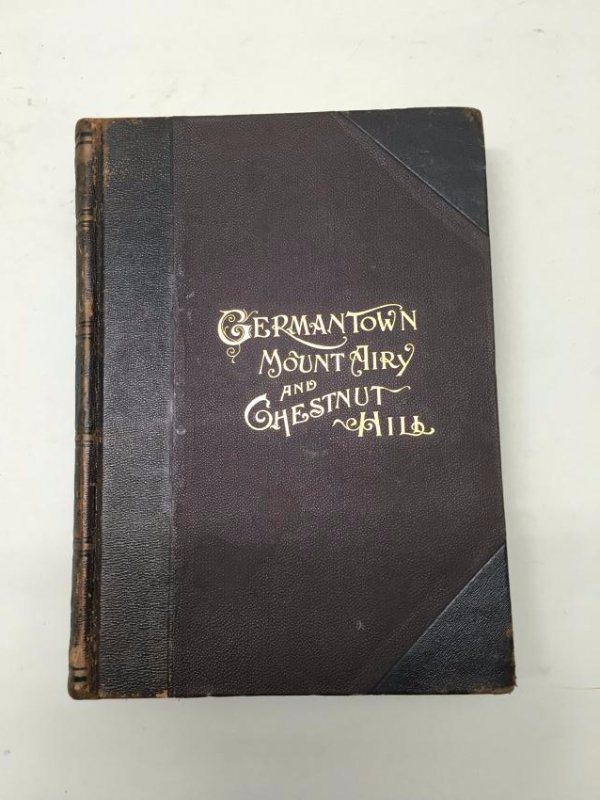 GERMANTOWN
MOUNT AIRY
AND
CHESTNUT
HILL